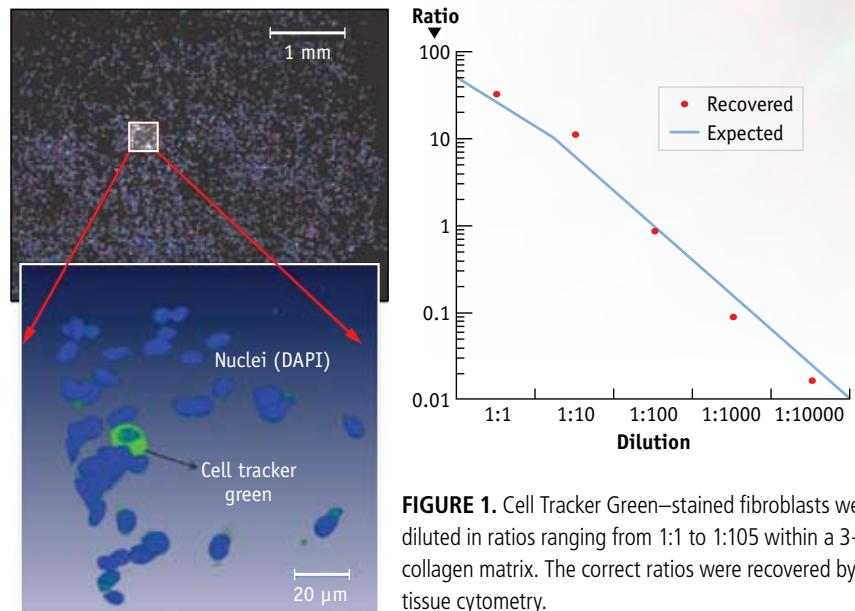 1 mm
Nuclei (DAPI)
Cell tracker
green
20 µm
Ratio
100
10
1
0.1
0.01
Recovered
Expected
1:1 1:10 1:100 1:1000 1:10000
Dilution
FIGURE 1. Cell Tracker Green–stained fibroblasts we
diluted in ratios ranging from 1:1 to 1:105 within a 3-
collagen matrix. The correct ratios were recovered by
tissue cytometry.